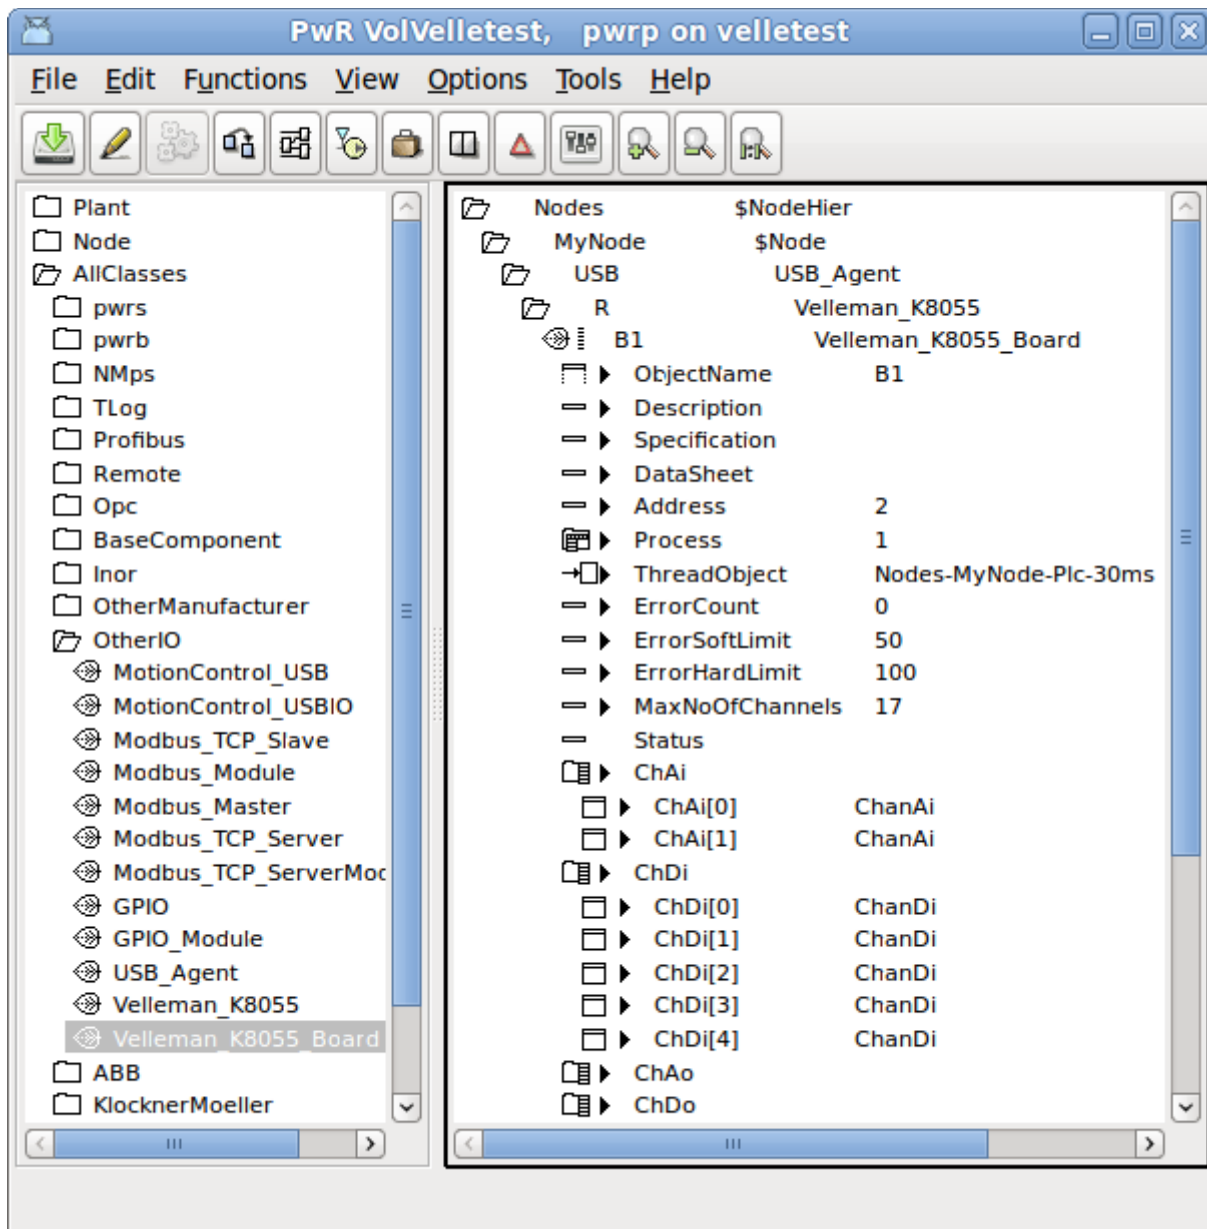 PwR VolVelletest, pwrp on velletest
File Edit Functions View Options Tools Help
Plant
Node
AllClasses
pwrs
pwrb
NMps
TLog
Profibus
Remote
Opc
BaseComponent
Inor
OtherManufacturer
OtherIO
MotionControl_USB
MotionControl_USBIO
Modbus_TCP_Slave
Modbus_Module
Modbus_Master
Modbus_TCP_Server
Modbus_TCP_ServerMoc
GPIO
GPIO_Module
USB_Agent
Velleman_K8055
Velleman_K8055_Board
ABB
KlocknerMoeller
Nodes $NodeHier
MyNode $Node
USB USB_Agent
R Velleman_K8055
B1 Velleman_K8055_Board
ObjectName B1
Description
Specification
DataSheet
Address 2
Process 1
ThreadObject Nodes-MyNode-Plc-30ms
ErrorCount 0
ErrorSoftLimit 50
ErrorHardLimit 100
MaxNoOfChannels 17
Status
ChAi
ChAi[0] ChanAi
ChAi[1] ChanAi
ChDi
ChDi[0] ChanDi
ChDi[1] ChanDi
ChDi[2] ChanDi
ChDi[3] ChanDi
ChDi[4] ChanDi
ChAo
ChDo